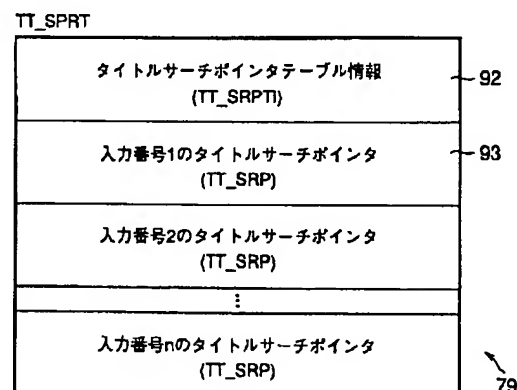 TT_SPRT
タイトルサーチポインタテーブル情報
(TT_SRPTI)
92
入力番号1のタイトルサーチポインタ
(TT_SRP)
93
入力番号2のタイトルサーチポインタ
(TT_SRP)
⋮
入力番号nのタイトルサーチポインタ
(TT_SRP)
79